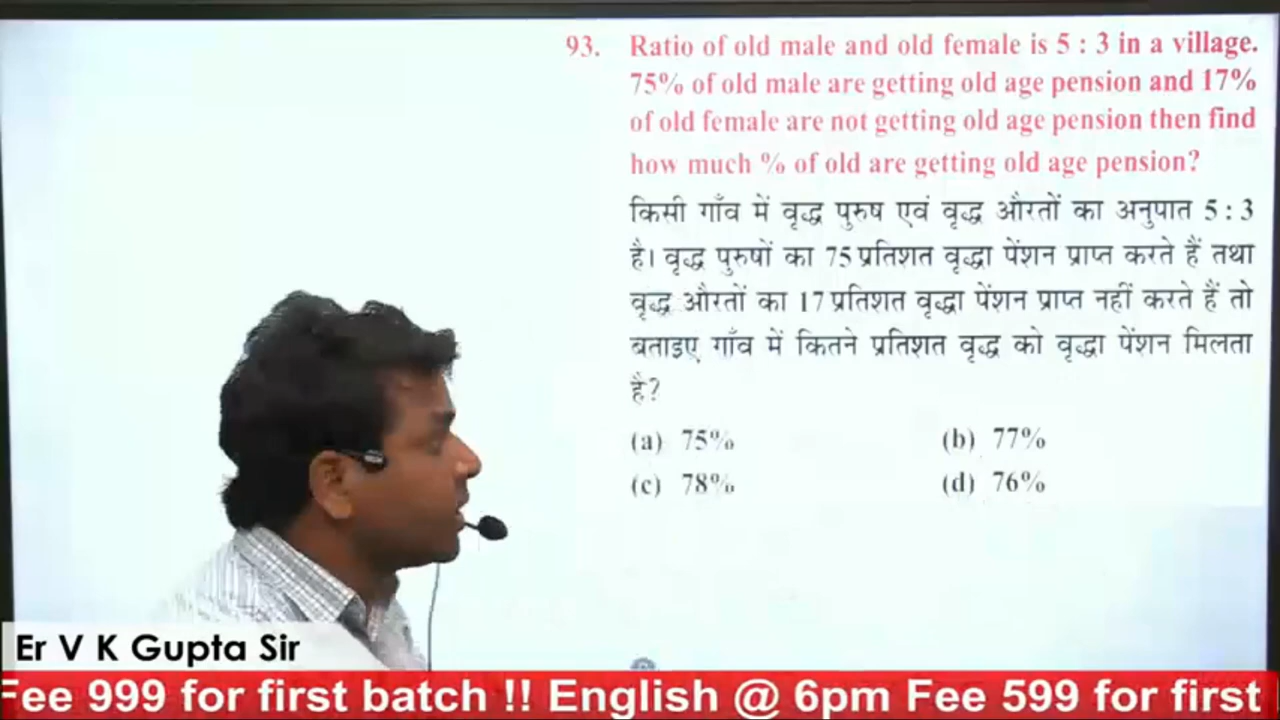 93. Ratio of old male and old female is 5 : 3 in a village.
75% of old male are getting old age pension and 17%
of old female are not getting old age pension then find
how much % of old are getting old age pension?
किसी गाँव में वृद्ध पुरुष एवं वृद्ध औरतों का अनुपात 5 : 3
है। वृद्ध पुरुषों का 75 प्रतिशत वृद्धा पेंशन प्राप्त करते हैं तथा
वृद्ध औरतों का 17 प्रतिशत वृद्धा पेंशन प्राप्त नहीं करते हैं तो
बताइए गाँव में कितने प्रतिशत वृद्ध को वृद्धा पेंशन मिलता
है?
(a) 75% (b) 77%
(c) 78% (d) 76%
Er V K Gupta Sir
Fee 999 for first batch !! English @ 6pm Fee 599 for first